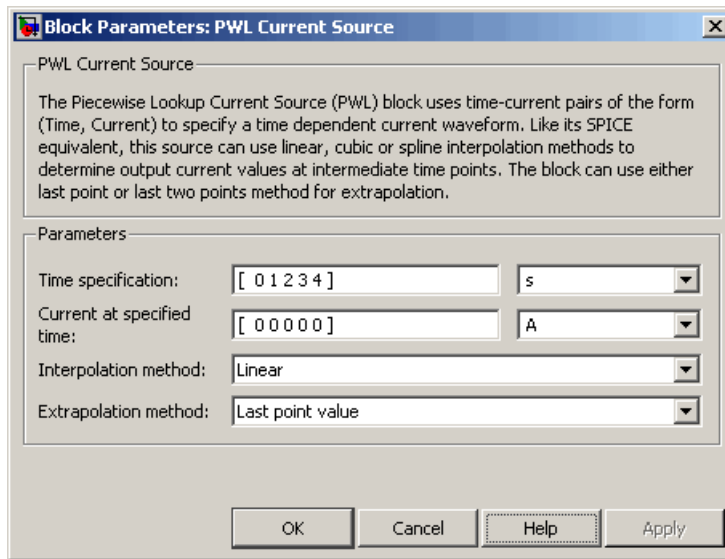 Block Parameters: PWL Current Source
PWL Current Source
The Piecewise Lookup Current Source (PWL) block uses time-current pairs of the form
(Time, Current) to specify a time dependent current waveform. Like its SPICE
equivalent, this source can use linear, cubic or spline interpolation methods to
determine output current values at intermediate time points. The block can use either
last point or last two points method for extrapolation.
Parameters
Time specification: [ 0 1 2 3 4 ] s
Current at specified
time: [ 0 0 0 0 0 ] A
Interpolation method: Linear
Extrapolation method: Last point value
OK Cancel Help Apply